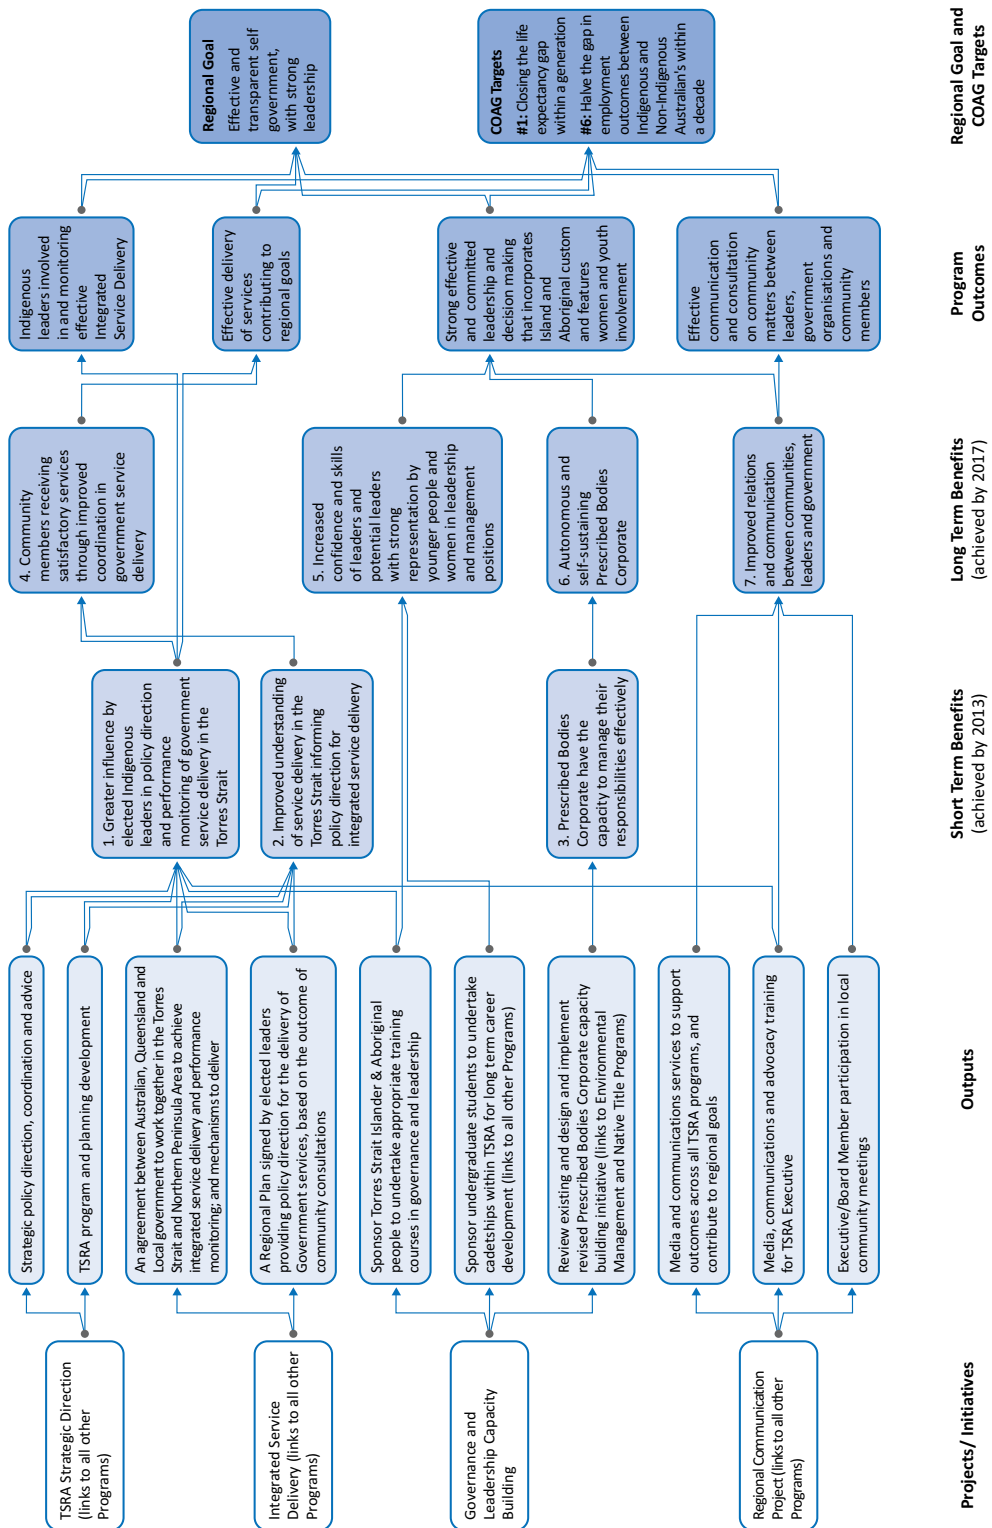 TSRA Strategic Direction
(links to all other
Programs)
Integrated Service
Delivery (links to all other
Programs)
Governance and
Leadership Capacity
Building
Regional Communication
Project (links to all other
Programs)
Projects/ Initiatives
Strategic policy direction, coordination and advice
TSRA program and planning development
An agreement between Australian, Queensland and
Local government to work together in the Torres
Strait and Northern Peninsula Area to achieve
integrated service delivery and performance
monitoring; and mechanisms to deliver
A Regional Plan signed by elected leaders
providing policy direction for the delivery of
Government services, based on the outcome of
community consultations
Sponsor Torres Strait Islander & Aboriginal
people to undertake appropriate training
courses in governance and leadership
Sponsor undergraduate students to undertake
cadetships within TSRA for long term career
development (links to all other Programs)
Review existing and design and implement
revised Prescribed Bodies Corporate capacity
building initiative (links to Environmental
Management and Native Title Programs)
Media and communications services to support
outcomes across all TSRA programs, and
contribute to regional goals
Media, communications and advocacy training
for TSRA Executive
Executive/Board Member participation in local
community meetings
Outputs
1. Greater influence by
elected Indigenous
leaders in policy direction
and performance
monitoring of government
service delivery in the
Torres Strait
2. Improved understanding
of service delivery in the
Torres Strait informing
policy direction for
integrated service delivery
3. Prescribed Bodies
Corporate have the
capacity to manage their
responsibilities effectively
Short Term Benefits
(achieved by 2013)
4. Community
members receiving
satisfactory services
through improved
coordination in
government service
delivery
5. Increased
confidence and skills
of leaders and
potential leaders
with strong
representation by
younger people and
women in leadership
and management
positions
6. Autonomous and
self-sustaining
Prescribed Bodies
Corporate
7. Improved relations
and communication
between communities,
leaders and government
Long Term Benefits
(achieved by 2017)
Indigenous
leaders involved
in and monitoring
effective
Integrated
Service Delivery
Effective delivery
of services
contributing to
regional goals
Strong effective
and committed
leadership and
decision making
that incorporates
Island and
Aboriginal custom
and features
women and youth
involvement
Effective
communication
and consultation
on community
matters between
leaders,
government
organisations and
community
members
Program
Outcomes
Regional Goal
Effective and
transparent self
government,
with strong
leadership
COAG Targets
#1: Closing the life
expectancy gap
within a generation
#6: Halve the gap in
employment
outcomes between
Indigenous and
Non-Indigenous
Australian's within
a decade
Regional Goal and
COAG Targets